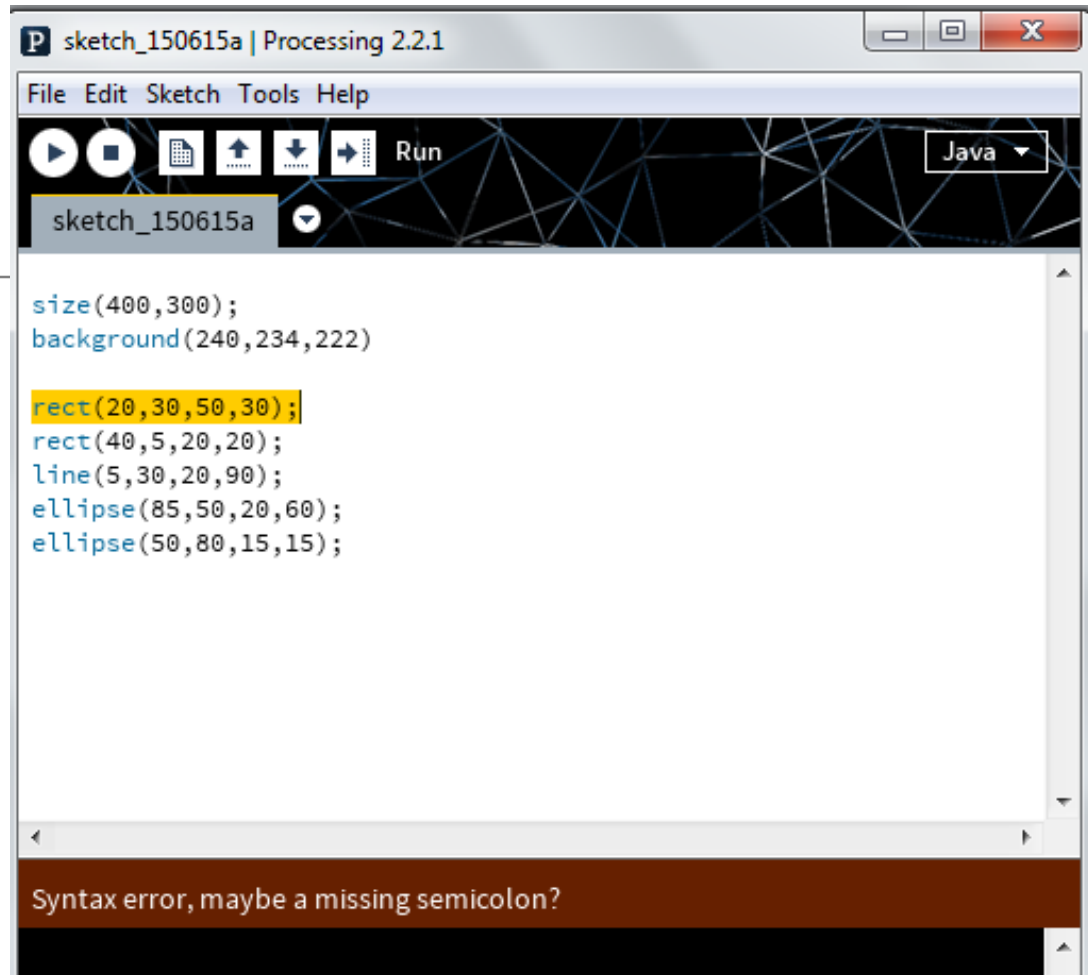 P sketch_150615a | Processing 2.2.1
File Edit Sketch Tools Help
Run
Java
sketch_150615a
size(400,300);
background(240,234,222)
rect(20,30,50,30);
rect(40,5,20,20);
line(5,30,20,90);
ellipse(85,50,20,60);
ellipse(50,80,15,15);
Syntax error, maybe a missing semicolon?